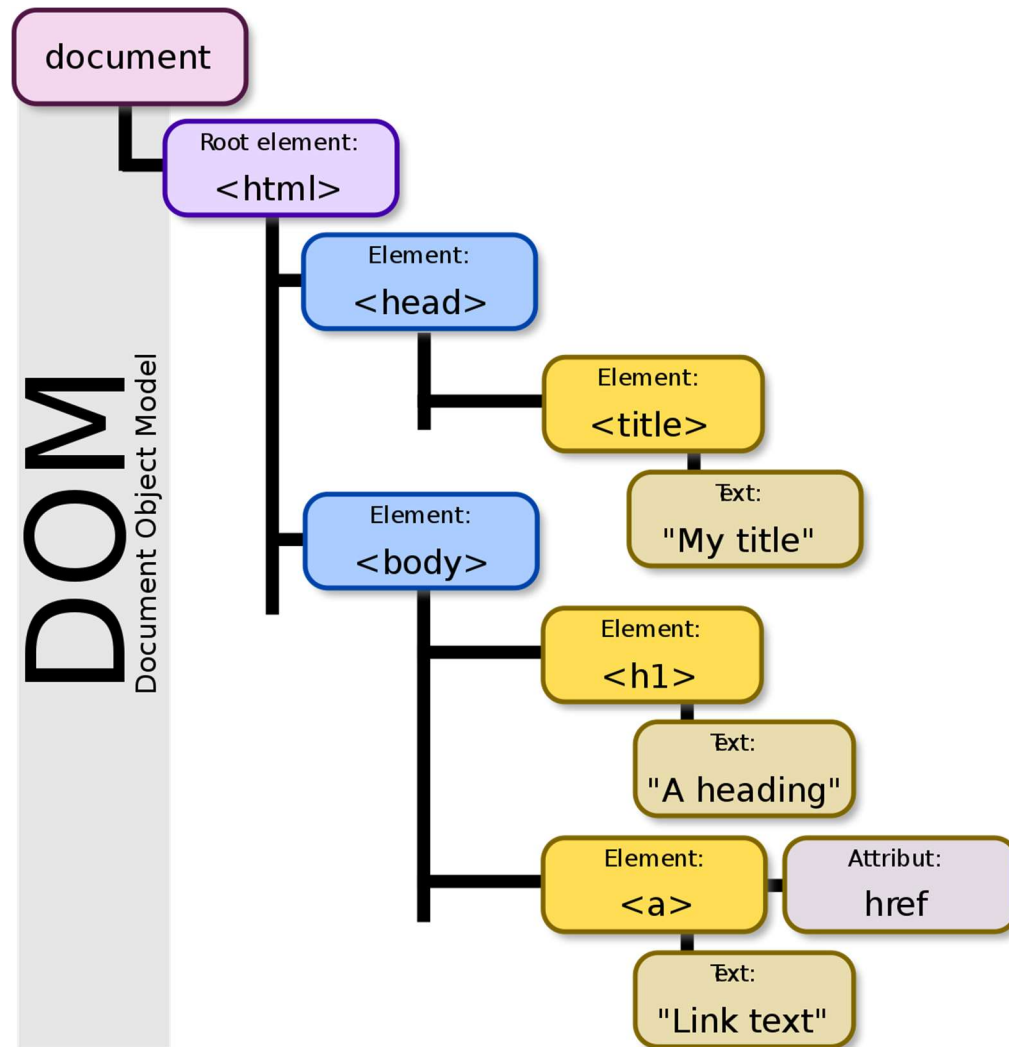 document
Root element:
<html>
Element:
<head>
Element:
<title>
Text:
"My title"
Element:
<body>
Element:
<h1>
Text:
"A heading"
Element:
<a>
Attribut:
href
Text:
"Link text"
DOM
Document Object Model